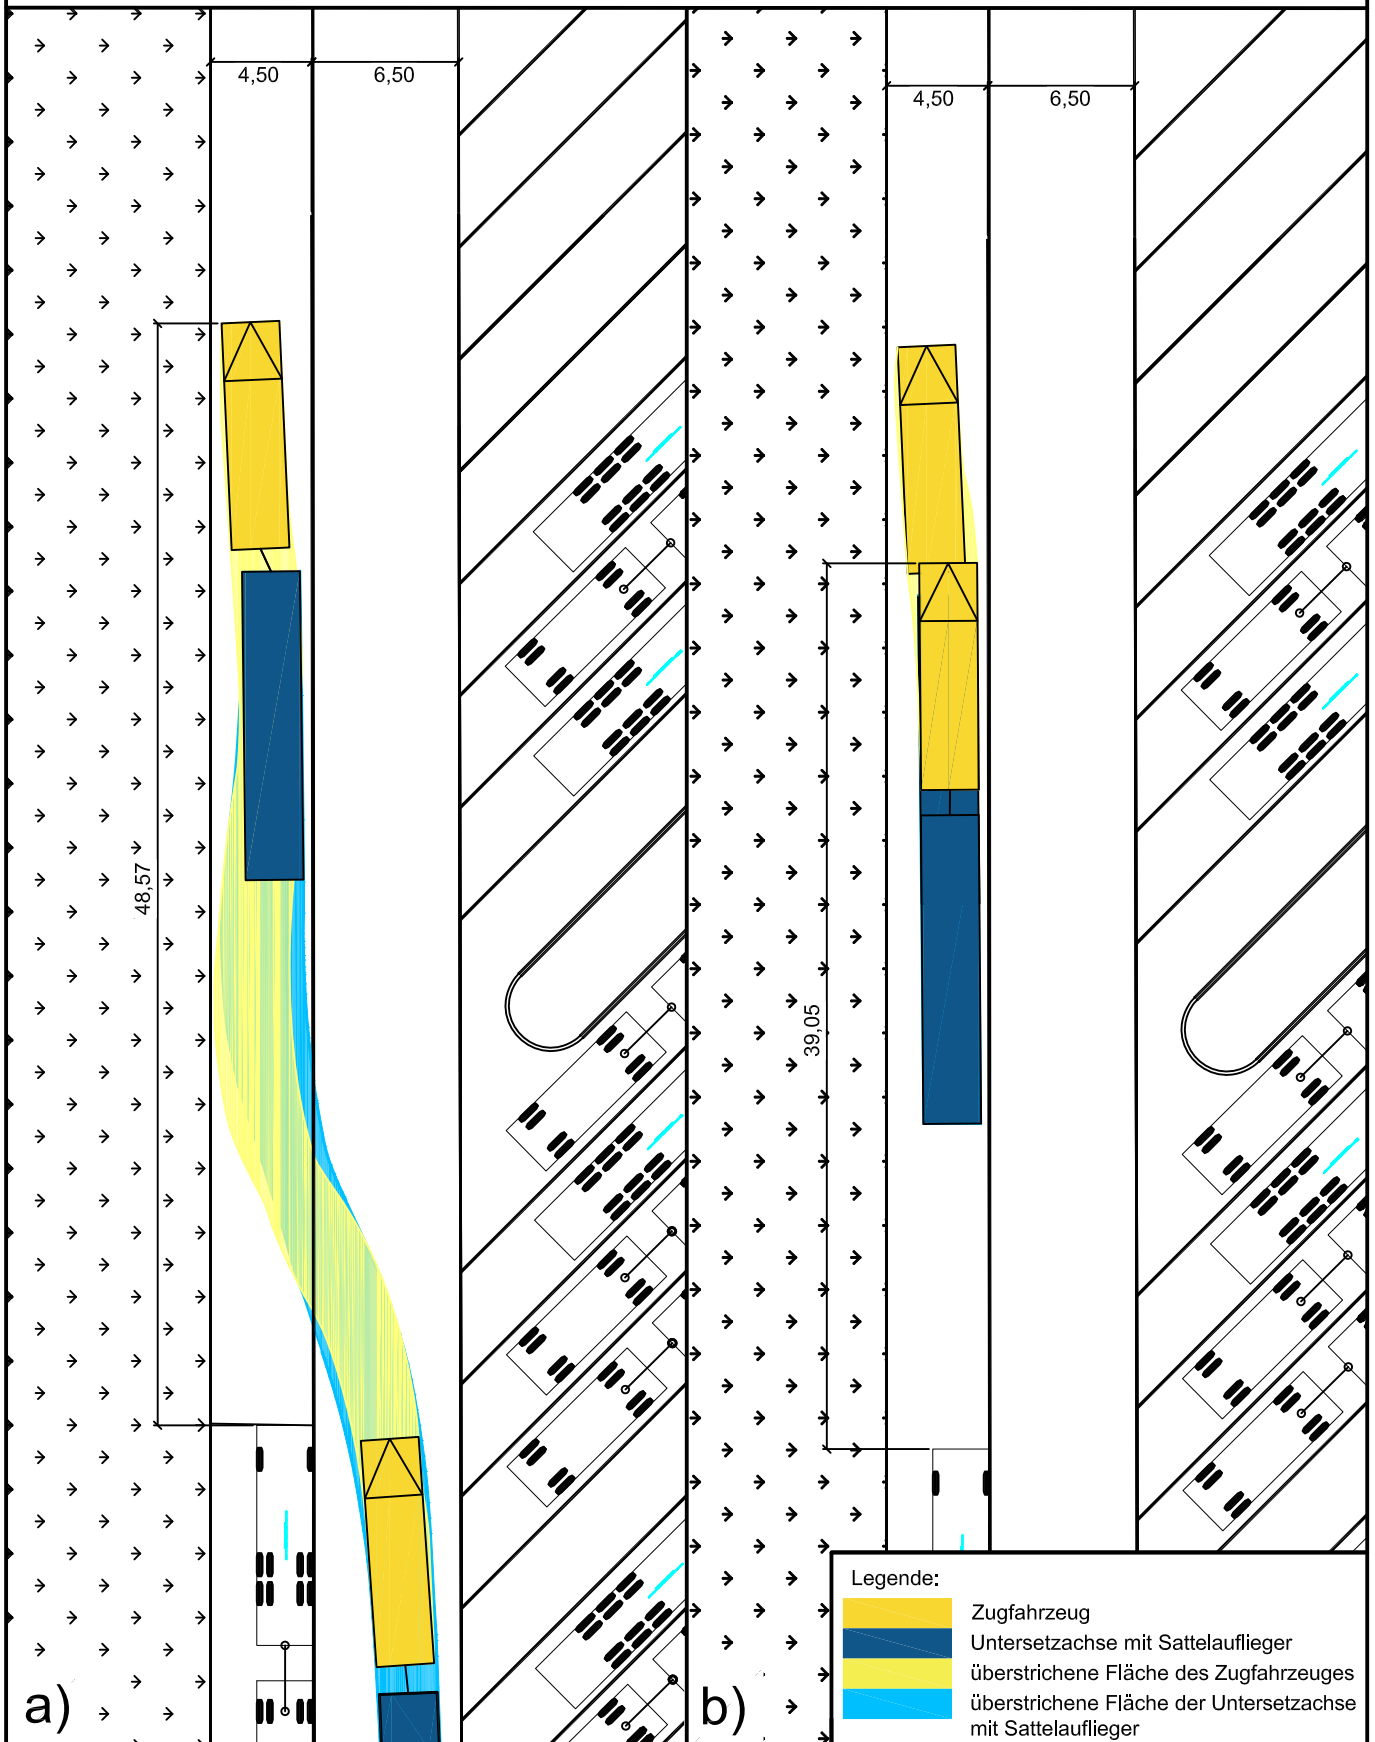 4,50
6,50
4,50
6,50
48,57
39,05
a)
b)
Legende:
Zugfahrzeug
Untersetzachse mit Sattelauflieger
überstrichene Fläche des Zugfahrzeuges
überstrichene Fläche der Untersetzachse
mit Sattelauflieger